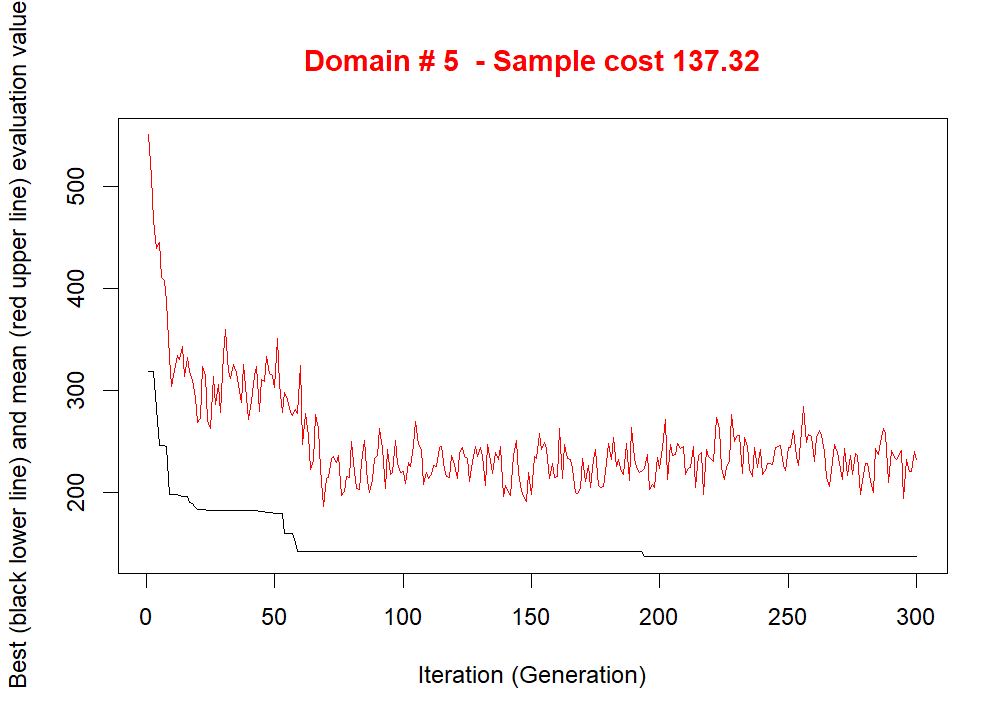 Domain # 5  - Sample cost 137.32
Best (black lower line) and mean (red upper line) evaluation value
500
400
300
200
0 50 100 150 200 250 300
Iteration (Generation)